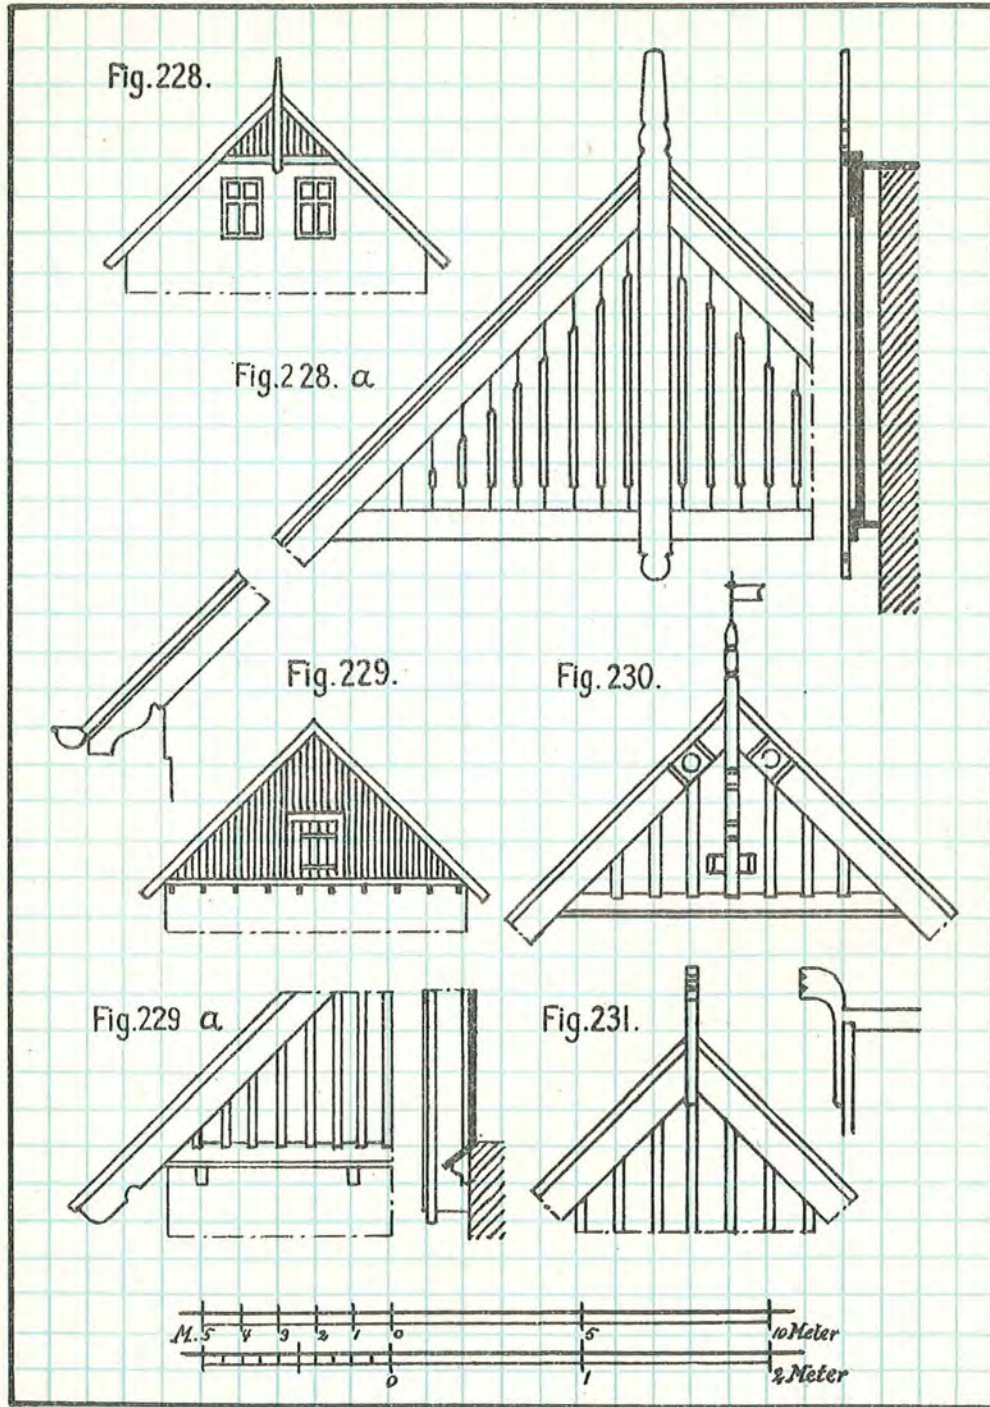 Fig.228.
Fig.228. a
Fig.229.
Fig.230.
Fig.229 a
Fig.231.
M. 5 4 3 2 1 0 5 10 Meter
0 1 2 Meter